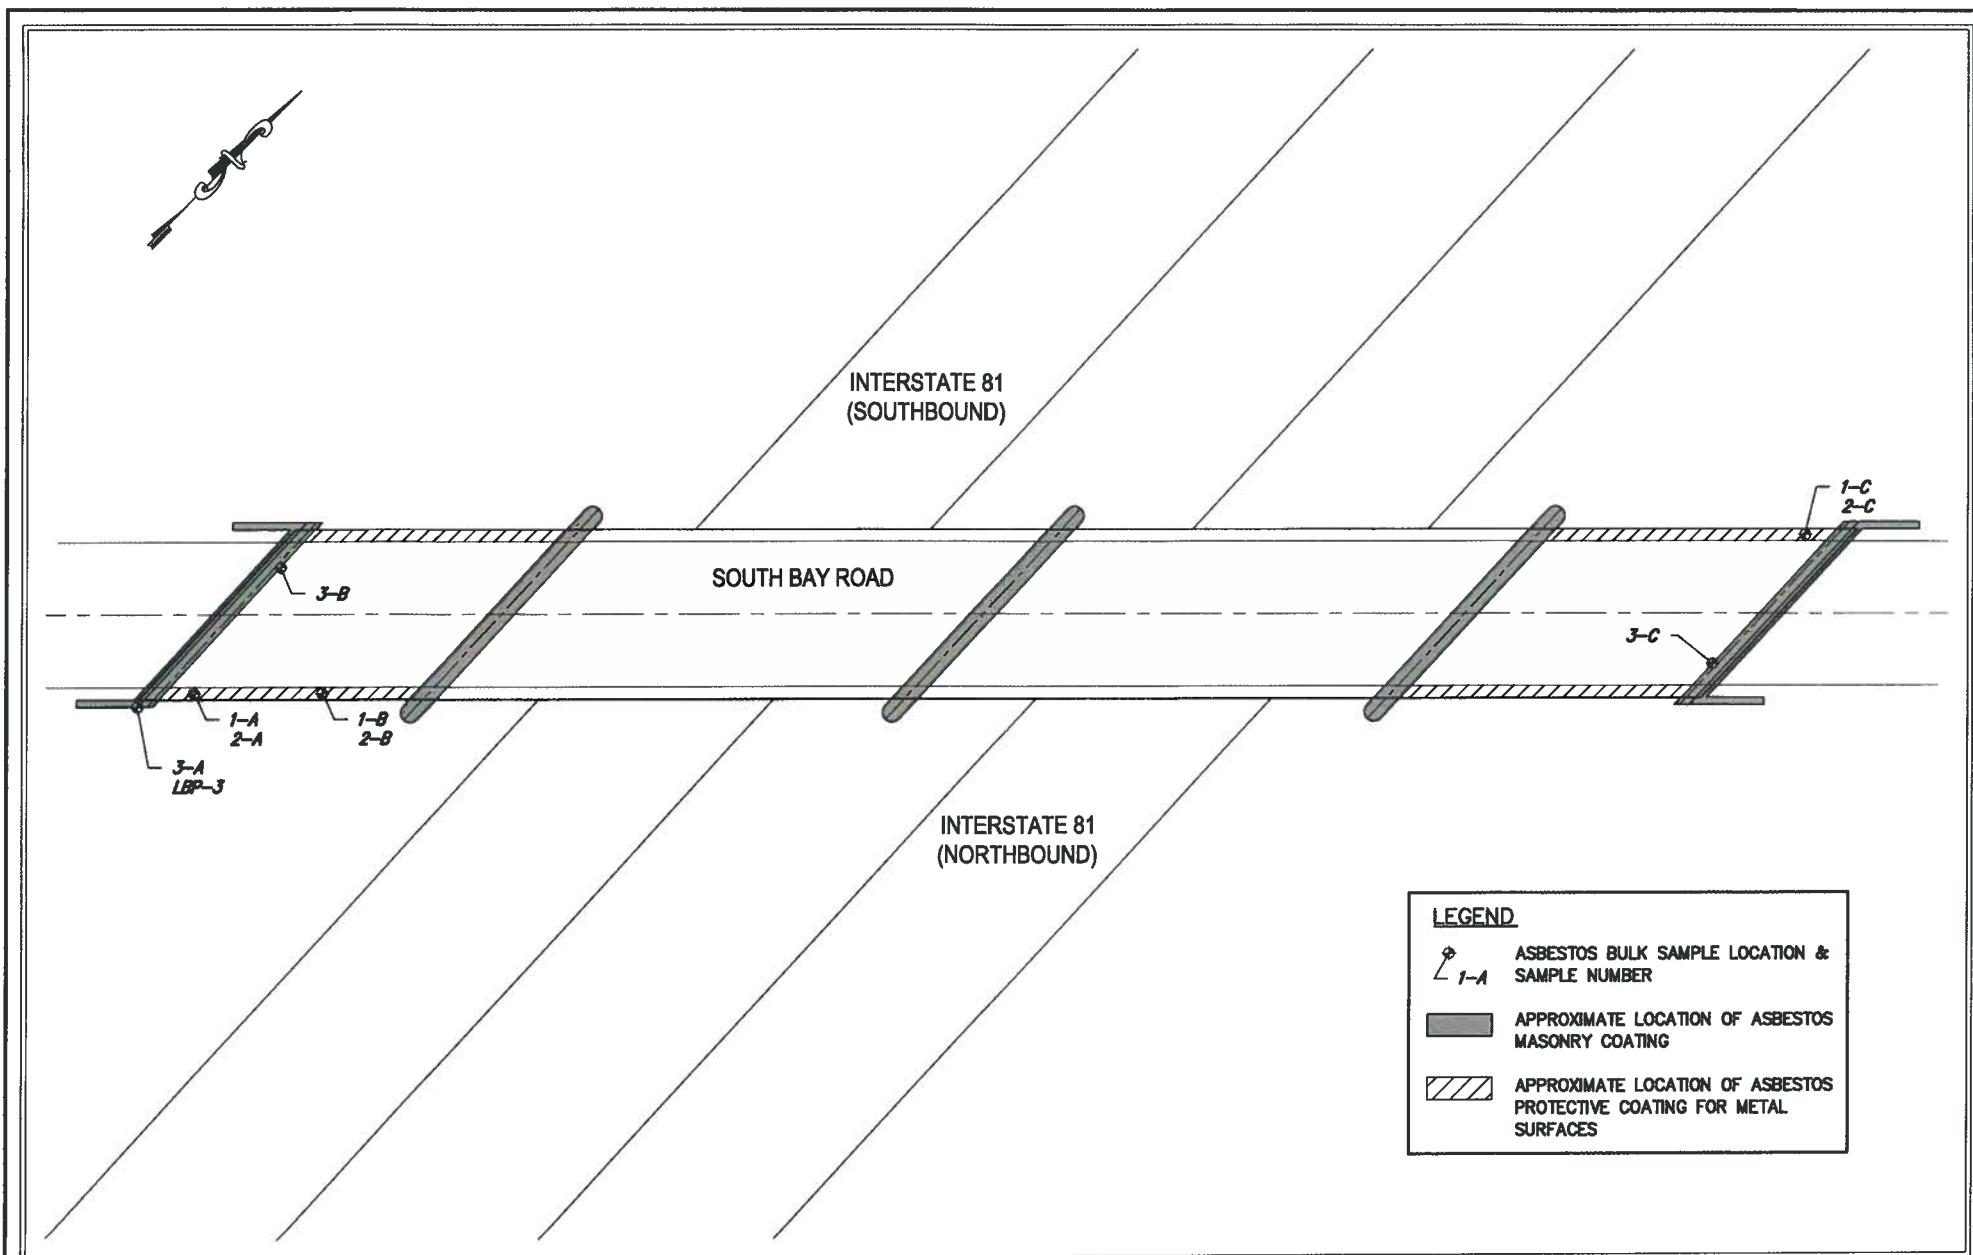 INTERSTATE 81
(SOUTHBOUND)
1-C
2-C
SOUTH BAY ROAD
3-B
3-C
1-A
2-A
1-B
2-B
3-A
LBP-3
INTERSTATE 81
(NORTHBOUND)
LEGEND
1-A
ASBESTOS BULK SAMPLE LOCATION &
SAMPLE NUMBER
APPROXIMATE LOCATION OF ASBESTOS
MASONRY COATING
APPROXIMATE LOCATION OF ASBESTOS
PROTECTIVE COATING FOR METAL
SURFACES